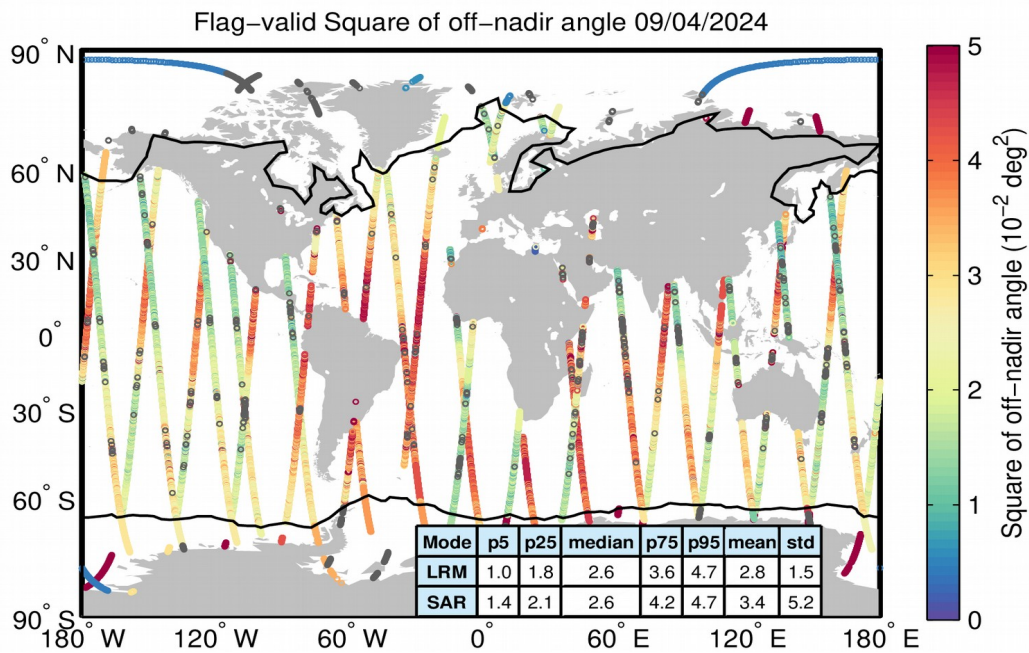 Flag−valid Square of off−nadir angle 09/04/2024
90° N
60° N
30° N
0°
30° S
60° S
90° S
180° W
120° W
60° W
0°
60° E
120° E
180° E
Mode p5 p25 median p75 p95 mean std
LRM 1.0 1.8 2.6 3.6 4.7 2.8 1.5
SAR 1.4 2.1 2.6 4.2 4.7 3.4 5.2
5
4
3
2
1
0
Square of off−nadir angle (10⁻² deg²)